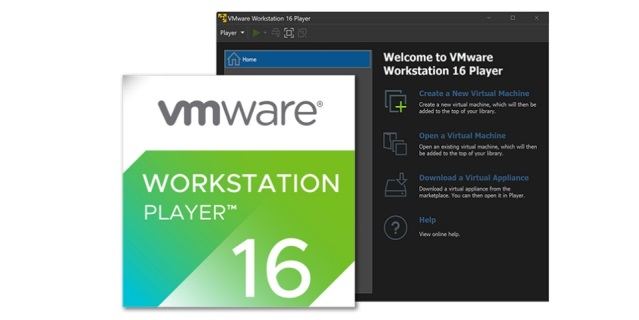 VMware Workstation 16 Player
Player
Home
Welcome to VMware
Workstation 16 Player
Create a New Virtual Machine
Create a new virtual machine, which will then be
added to the top of your library.
Open a Virtual Machine
Open an existing virtual machine, which will then
be added to the top of your library.
Download a Virtual Appliance
Download a virtual appliance from the
marketplace. You can then open it in Player.
?
Help
View online help.
vmware®
WORKSTATION
PLAYER™
16